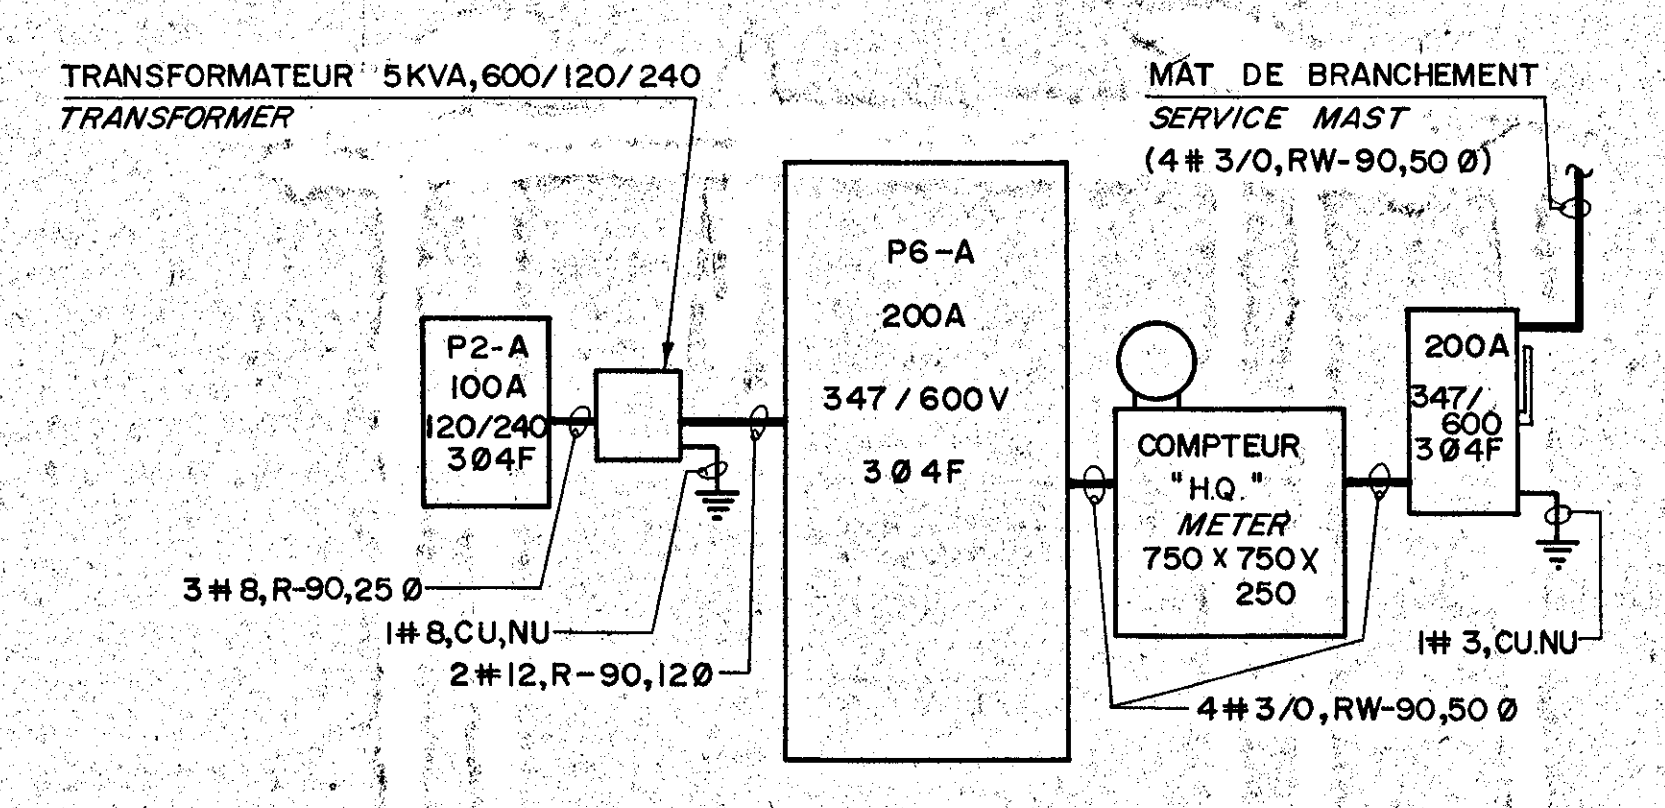 TRANSFORMATEUR 5KVA,600/120/240
TRANSFORMER
MAT DE BRANCHEMENT
SERVICE MAST
(4# 3/0,RW-90,50 Ø)
P6-A
200A
347/600V
3Ø4F
P2-A
100A
120/240
3Ø4F
200A
347/
600
3Ø4F
COMPTEUR
"H.Q."
METER
750 X 750 X
250
3#8,R-90,25 Ø
1#8,CU,NU
2#12,R-90,12Ø
1# 3,CU.NU
4#3/0,RW-90,50 Ø